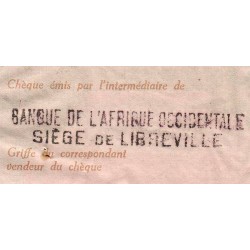 Chèque émis par l'intermédiaire de
BANQUE DE L'AFRIQUE OCCIDENTALE
SIÈGE DE LIBREVILLE
Griffe du correspondant
vendeur du chèque